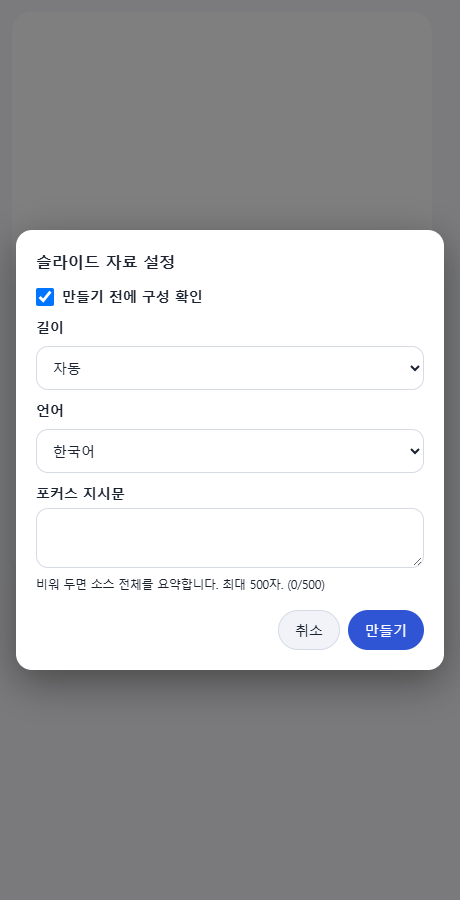 슬라이드 자료 설정
만들기 전에 구성 확인
길이
자동
언어
한국어
포커스 지시문
비워 두면 소스 전체를 요약합니다. 최대 500자. (0/500)
취소
만들기